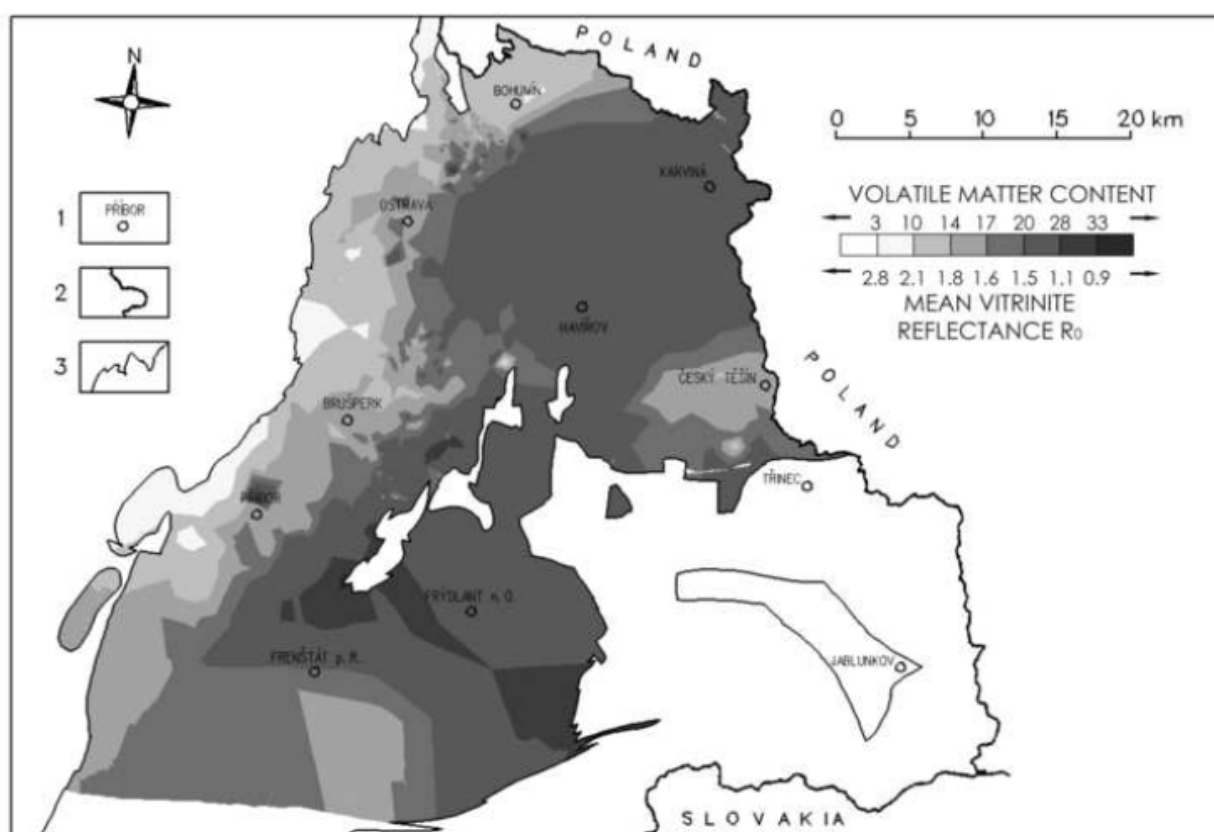 N
POLAND
BOHUMÍN
0 5 10 15 20 km
KARVINÁ
VOLATILE MATTER CONTENT
3 10 14 17 20 28 33
2.8 2.1 1.8 1.6 1.5 1.1 0.9
MEAN VITRINITE
REFLECTANCE R0
1
PŘÍBOR
OSTRAVA
2
HAVÍŘOV
3
POLAND
ČESKÝ TĚŠÍN
BRUŠPERK
TŘINEC
PŘÍBOR
FRÝDLANT n. O.
FRENŠTÁT p. R.
JABLUNKOV
SLOVAKIA